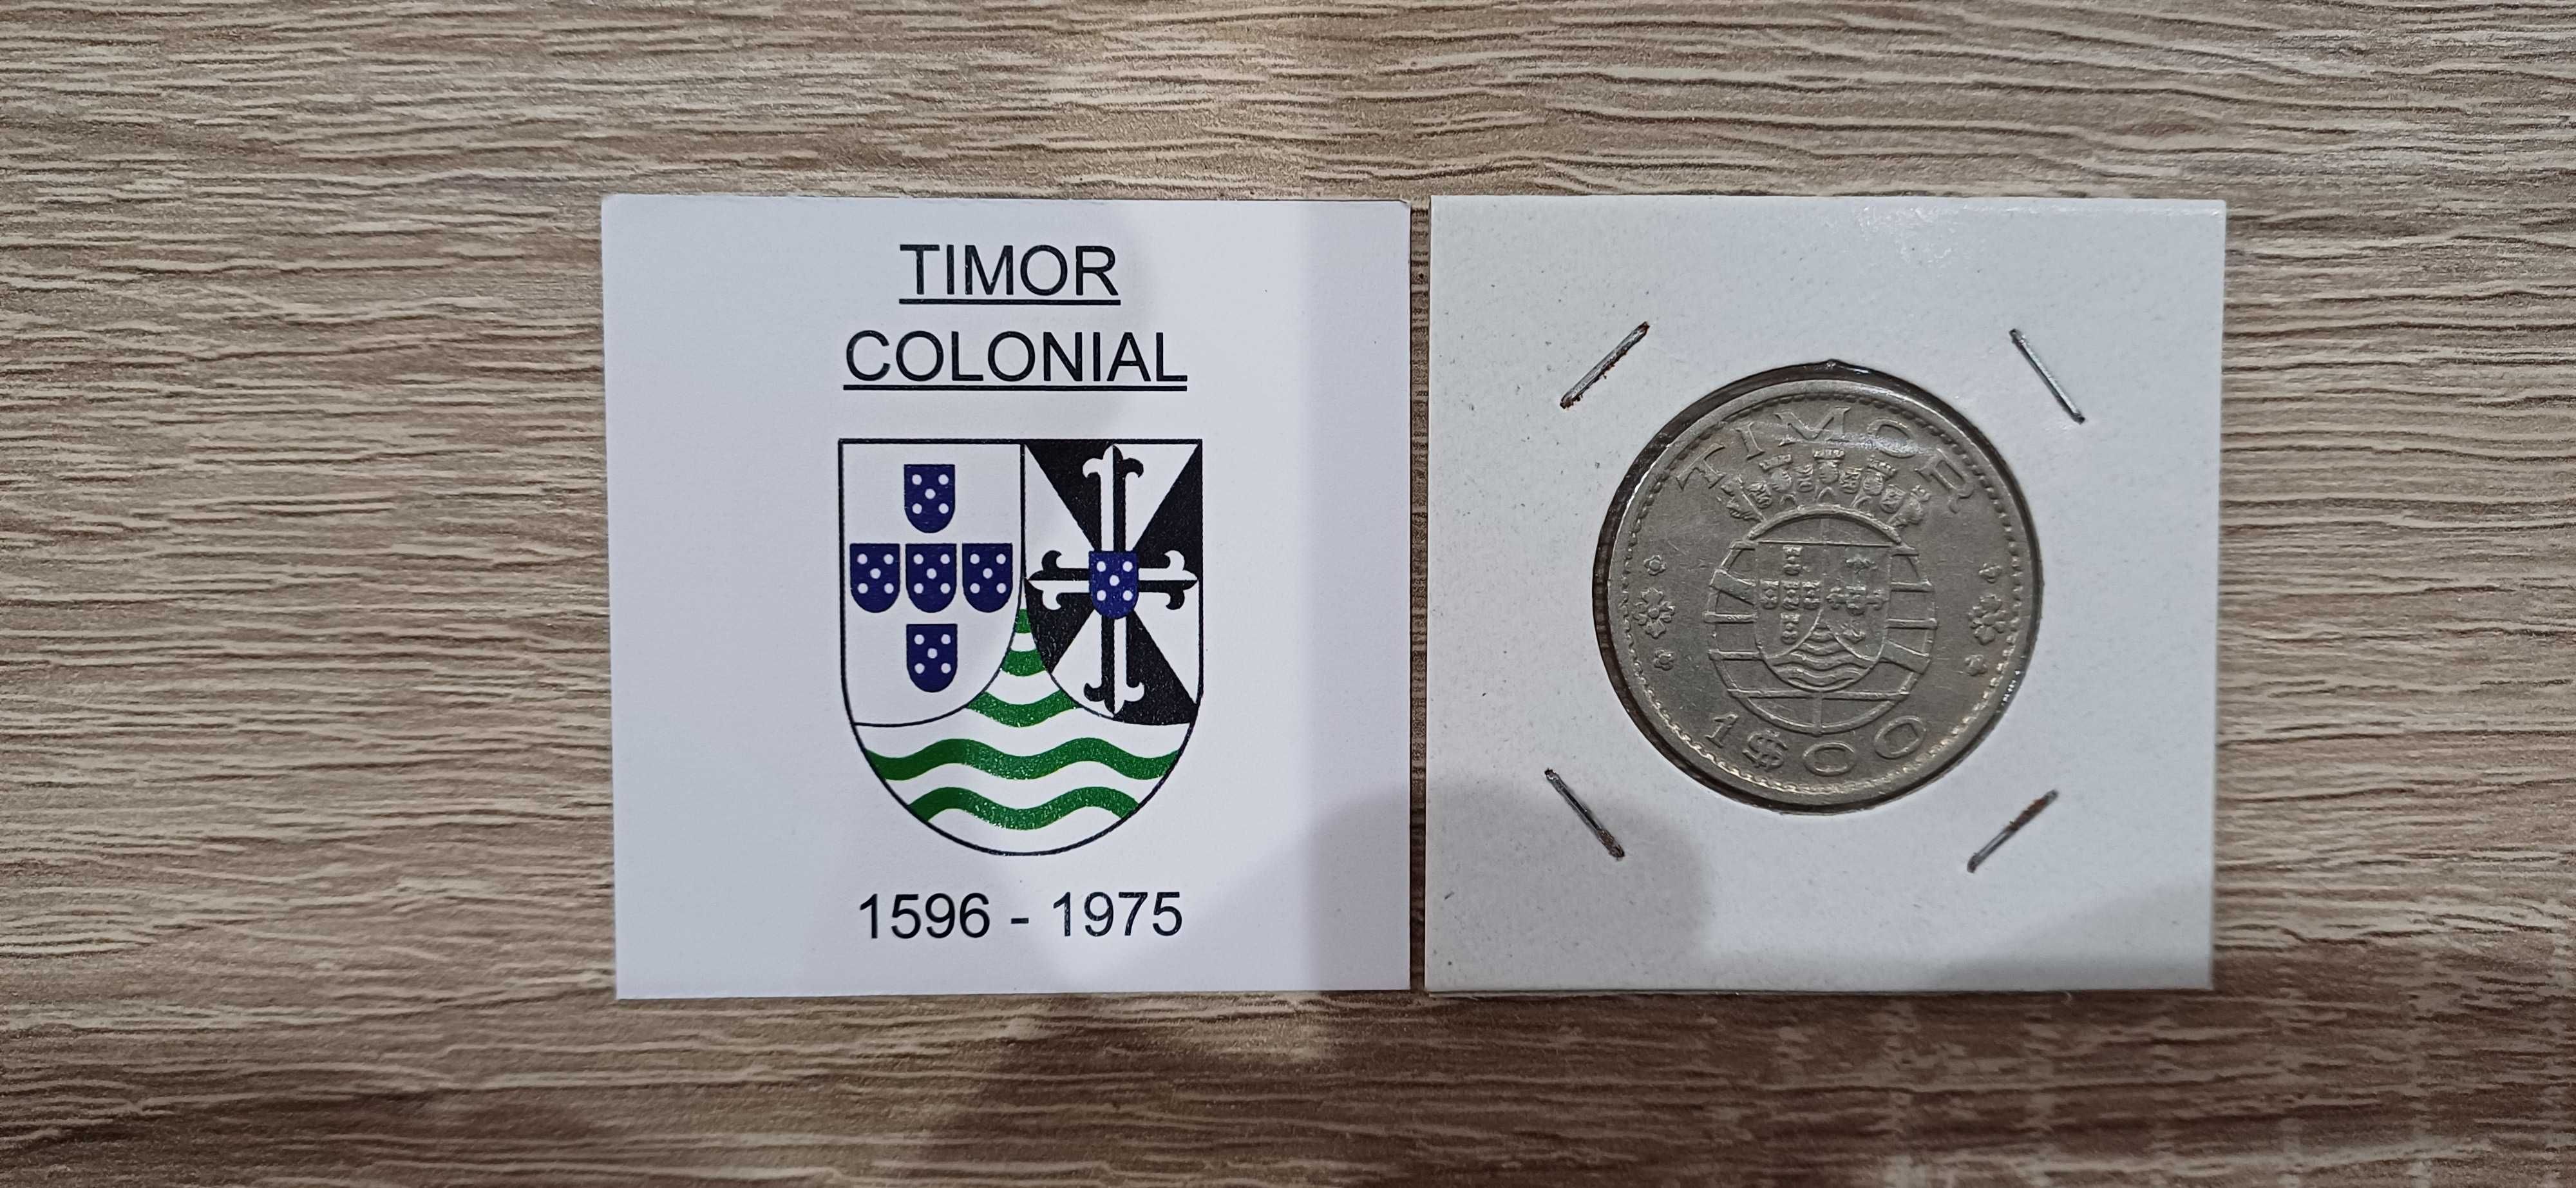 TIMOR
COLONIAL
1596 - 1975
TIMOR
1$00